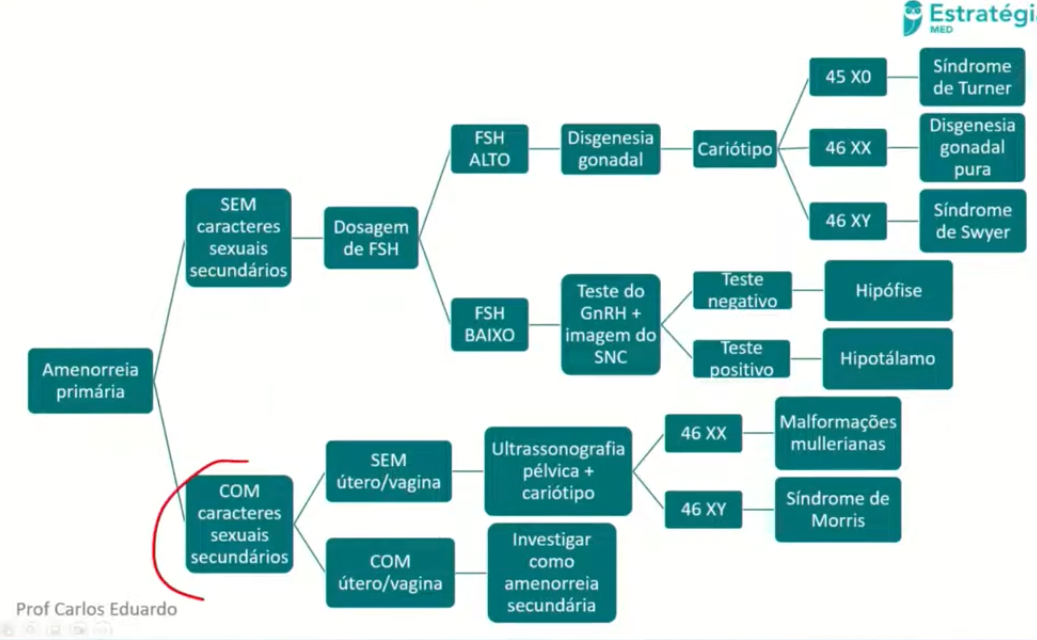 Estratégi
MED
45 X0
Síndrome
de Turner
FSH
ALTO
Disgenesia
gonadal
Cariótipo
46 XX
Disgenesia
gonadal
pura
SEM
caracteres
sexuais
secundários
Dosagem
de FSH
46 XY
Síndrome
de Swyer
FSH
BAIXO
Teste do
GnRH +
imagem do
SNC
Teste
negativo
Hipófise
Teste
positivo
Hipotálamo
Amenorreia
primária
COM
caracteres
sexuais
secundários
SEM
útero/vagina
Ultrassonografia
pélvica +
cariótipo
46 XX
Malformações
mullerianas
46 XY
Síndrome de
Morris
COM
útero/vagina
Investigar
como
amenorreia
secundária
Prof Carlos Eduardo